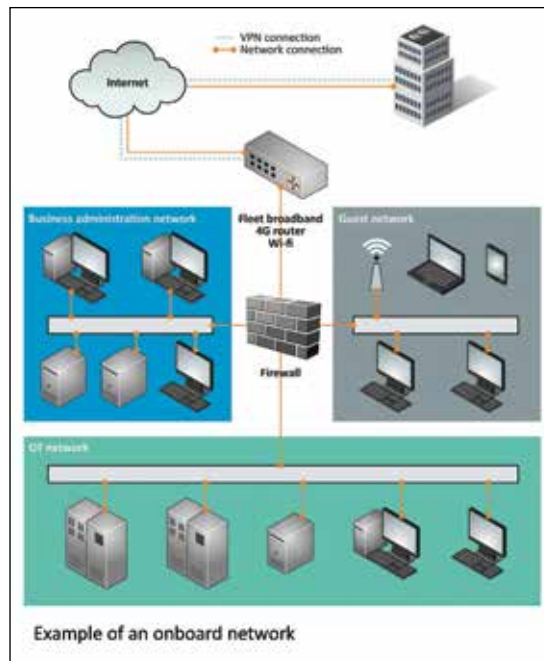 VPN connection
Network connection
Internet
Business administration network
Fleet broadband
4G router
Wi-fi
Guest network
Firewall
OT network
Example of an onboard network